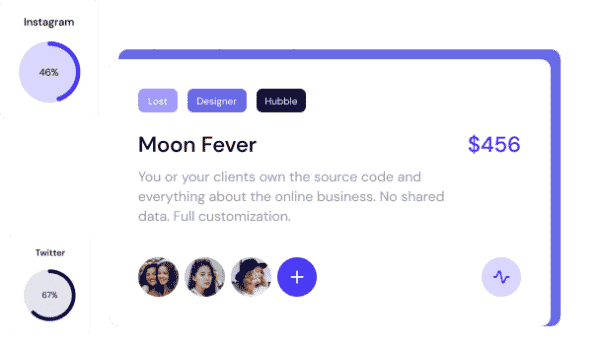 Instagram
46%
Lost
Designer
Hubble
Moon Fever
$456
You or your clients own the source code and
everything about the online business. No shared
data. Full customization.
Twitter
67%